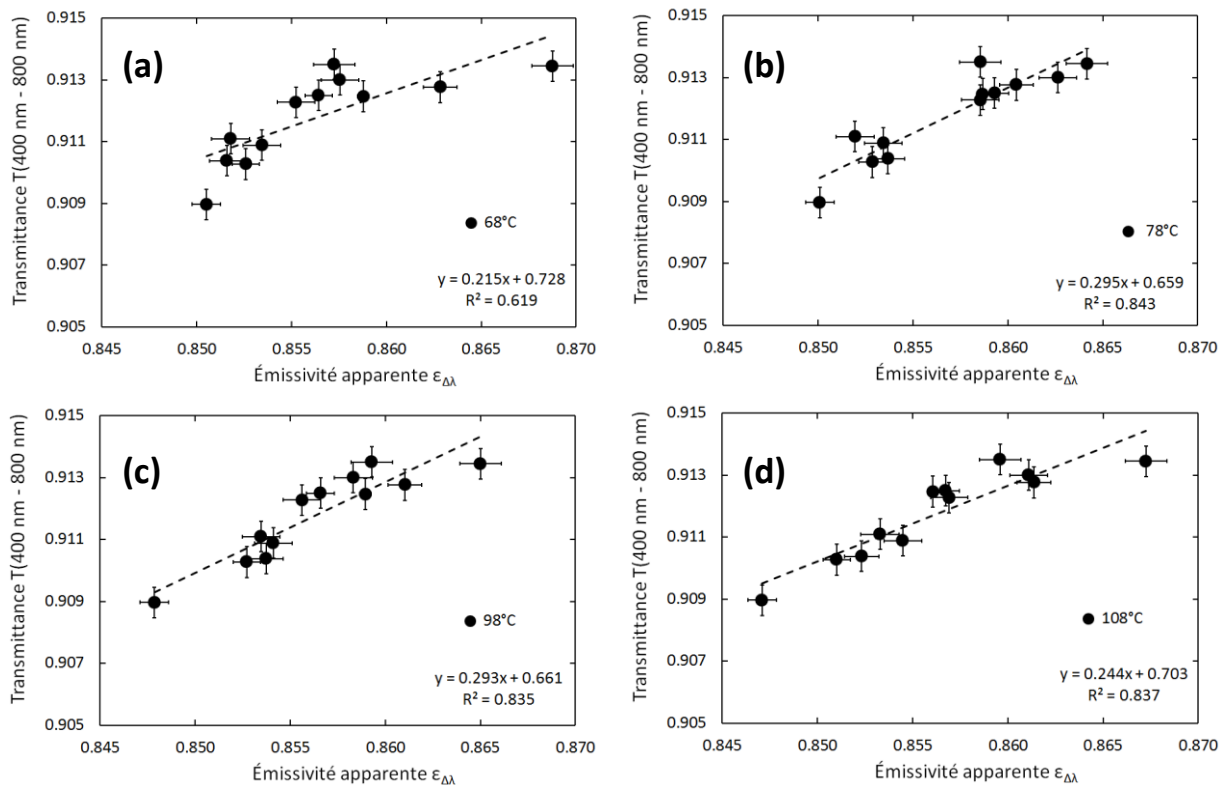 (a)
Transmittance T(400 nm - 800 nm)
0.915
0.913
0.911
0.909
0.907
0.905
68°C
y = 0.215x + 0.728
R² = 0.619
0.845 0.850 0.855 0.860 0.865 0.870
Émissivité apparente εΔλ
(b)
Transmittance T(400 nm - 800 nm)
0.915
0.913
0.911
0.909
0.907
0.905
78°C
y = 0.295x + 0.659
R² = 0.843
0.845 0.850 0.855 0.860 0.865 0.870
Émissivité apparente εΔλ
(c)
Transmittance T(400 nm - 800 nm)
0.915
0.913
0.911
0.909
0.907
0.905
98°C
y = 0.293x + 0.661
R² = 0.835
0.845 0.850 0.855 0.860 0.865 0.870
Émissivité apparente εΔλ
(d)
Transmittance T(400 nm - 800 nm)
0.915
0.913
0.911
0.909
0.907
0.905
108°C
y = 0.244x + 0.703
R² = 0.837
0.845 0.850 0.855 0.860 0.865 0.870
Émissivité apparente εΔλ